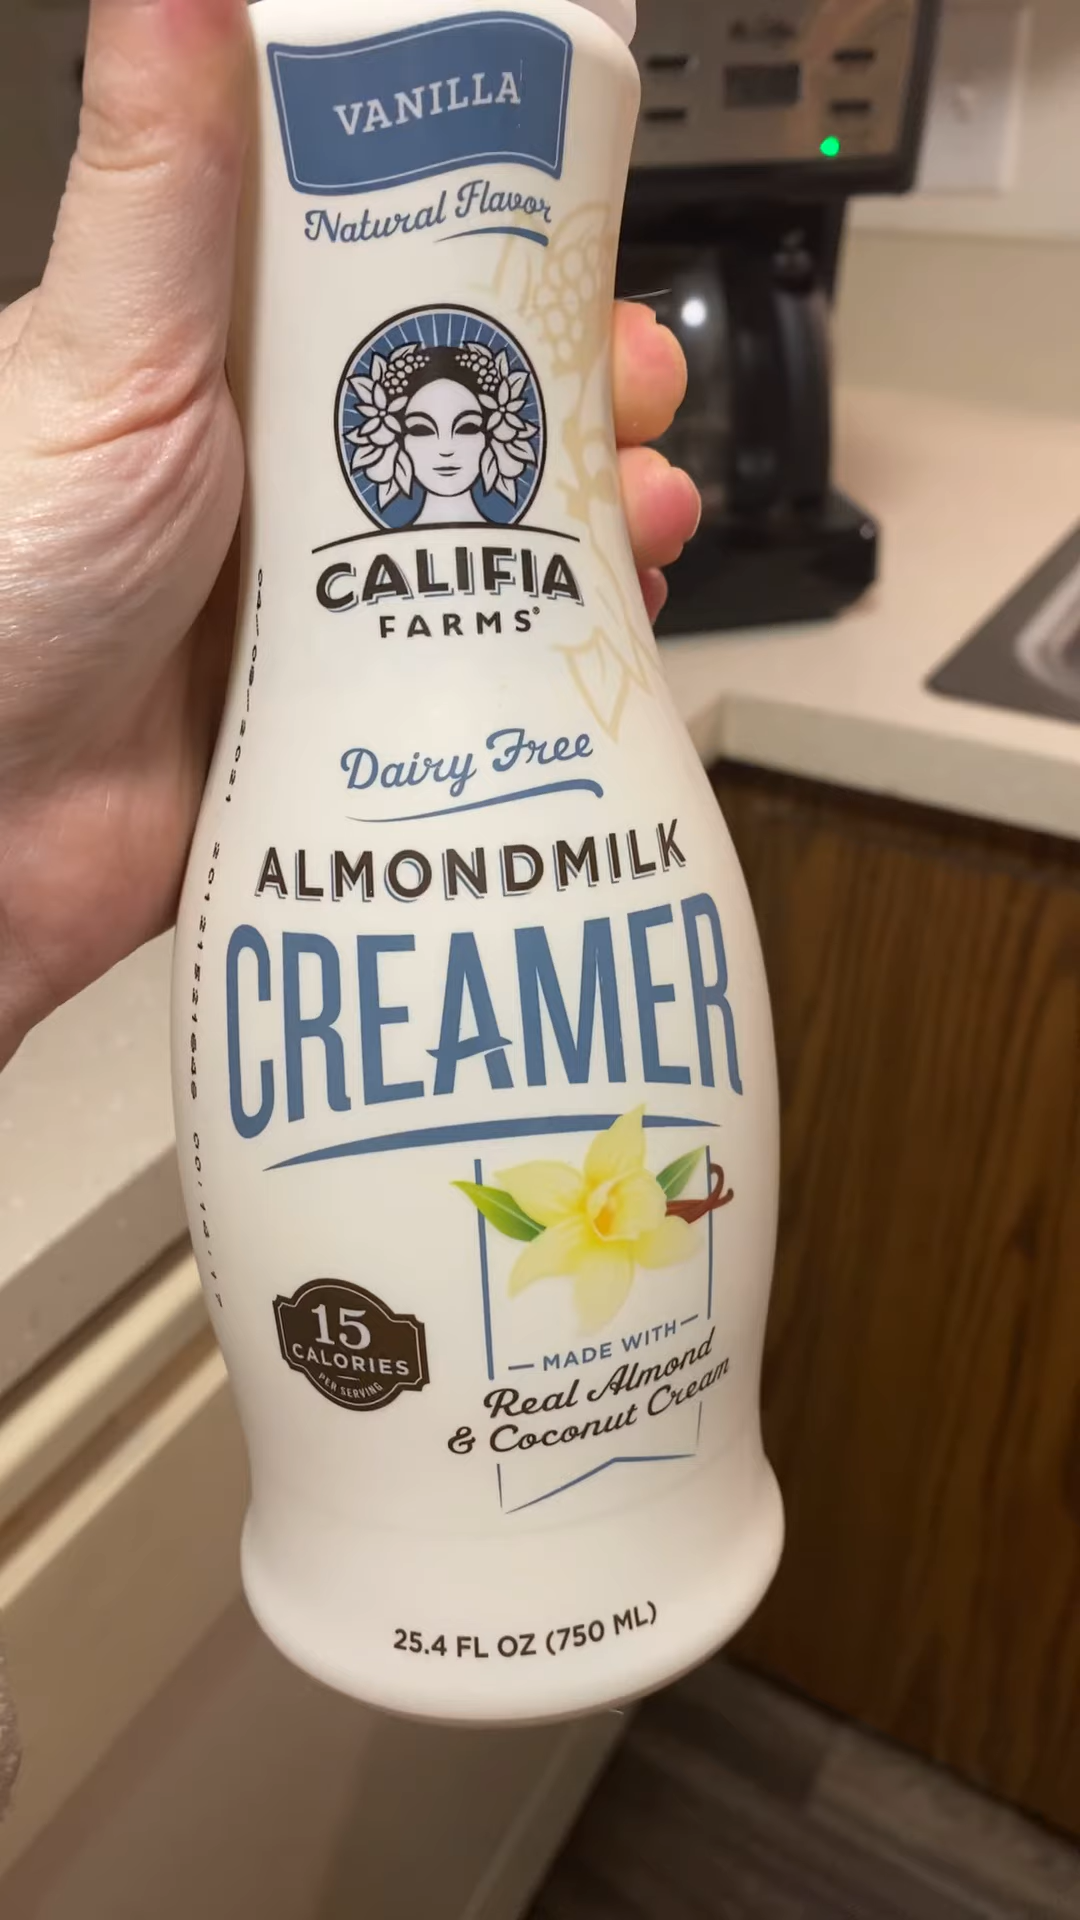 VANILLA
Natural Flavor
CALIFIA
FARMS®
Dairy Free
ALMONDMILK
CREAMER
15
CALORIES
PER SERVING
MADE WITH
Real Almond
& Coconut Cream
25.4 FL OZ (750 ML)